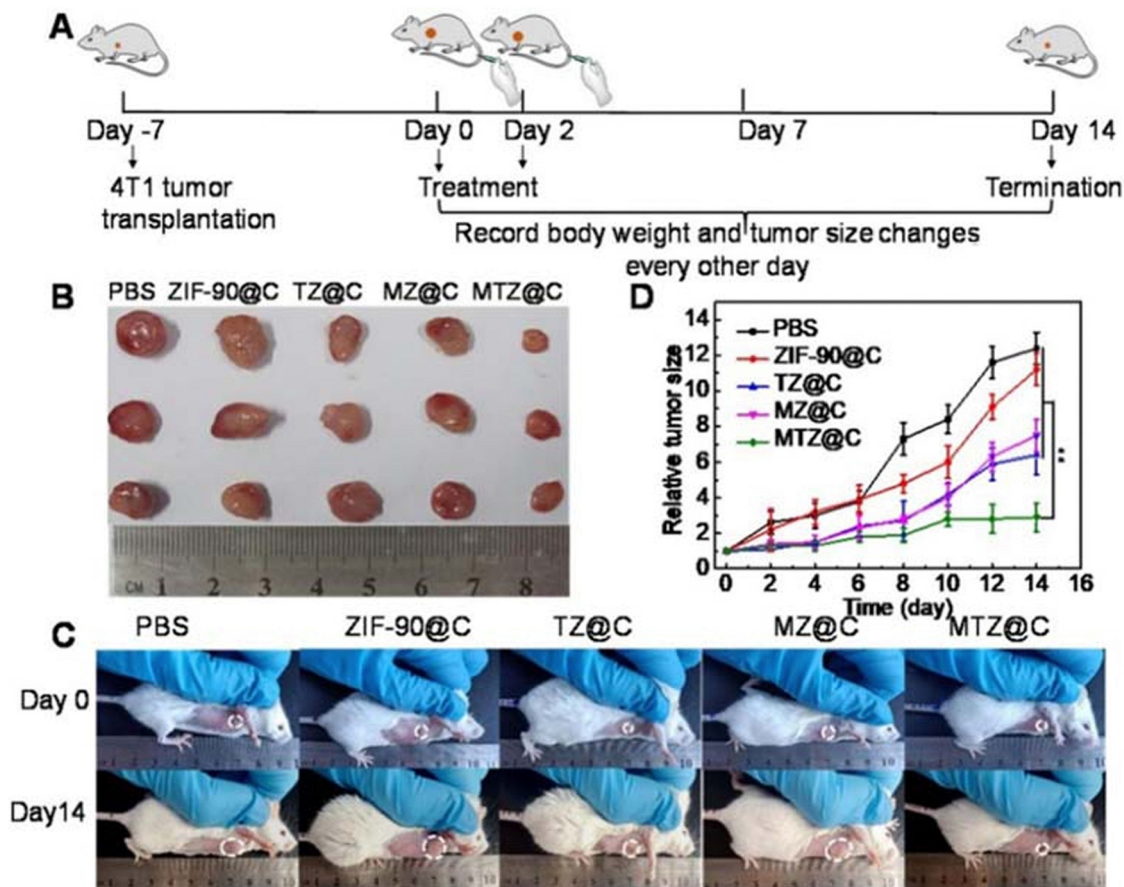 A
Day -7
Day 0
Day 2
Day 7
Day 14
4T1 tumor
transplantation
Treatment
Termination
Record body weight and tumor size changes
every other day
B
PBS ZIF-90@C TZ@C MZ@C MTZ@C
CM 1 2 3 4 5 6 7 8
D
PBS
ZIF-90@C
TZ@C
MZ@C
MTZ@C
Relative tumor size
14
12
10
8
6
4
2
0
**
0 2 4 6 8 10 12 14 16
Time (day)
C
PBS ZIF-90@C TZ@C MZ@C MTZ@C
Day 0
Day14